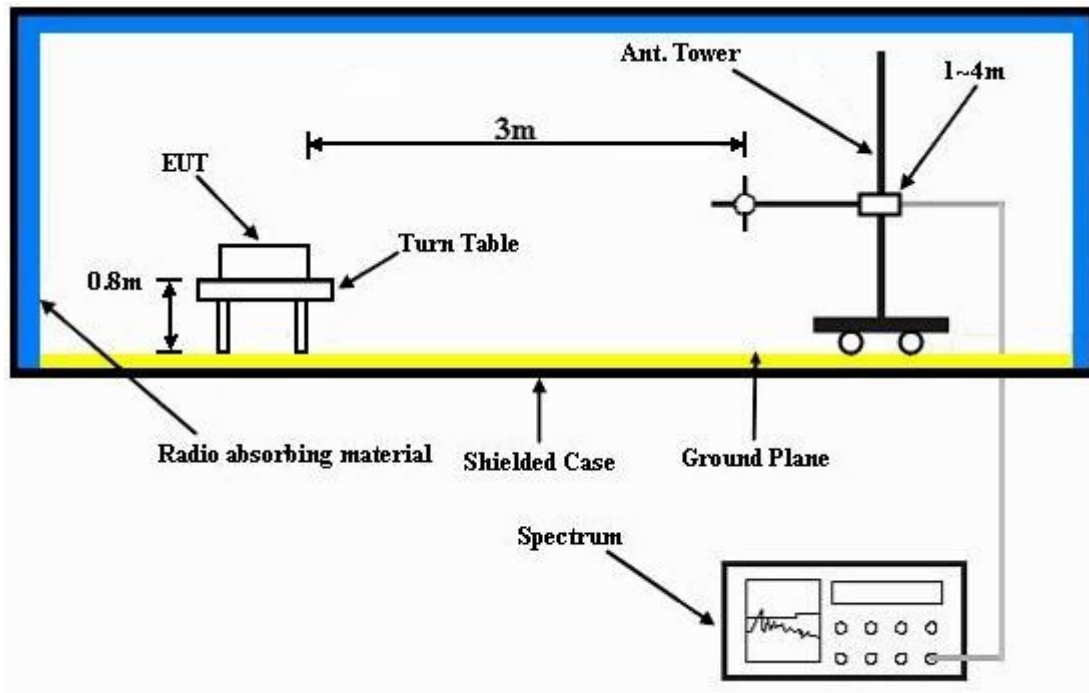 Ant. Tower
1~4m
3m
EUT
Turn Table
0.8m
Radio absorbing material
Shielded Case
Ground Plane
Spectrum